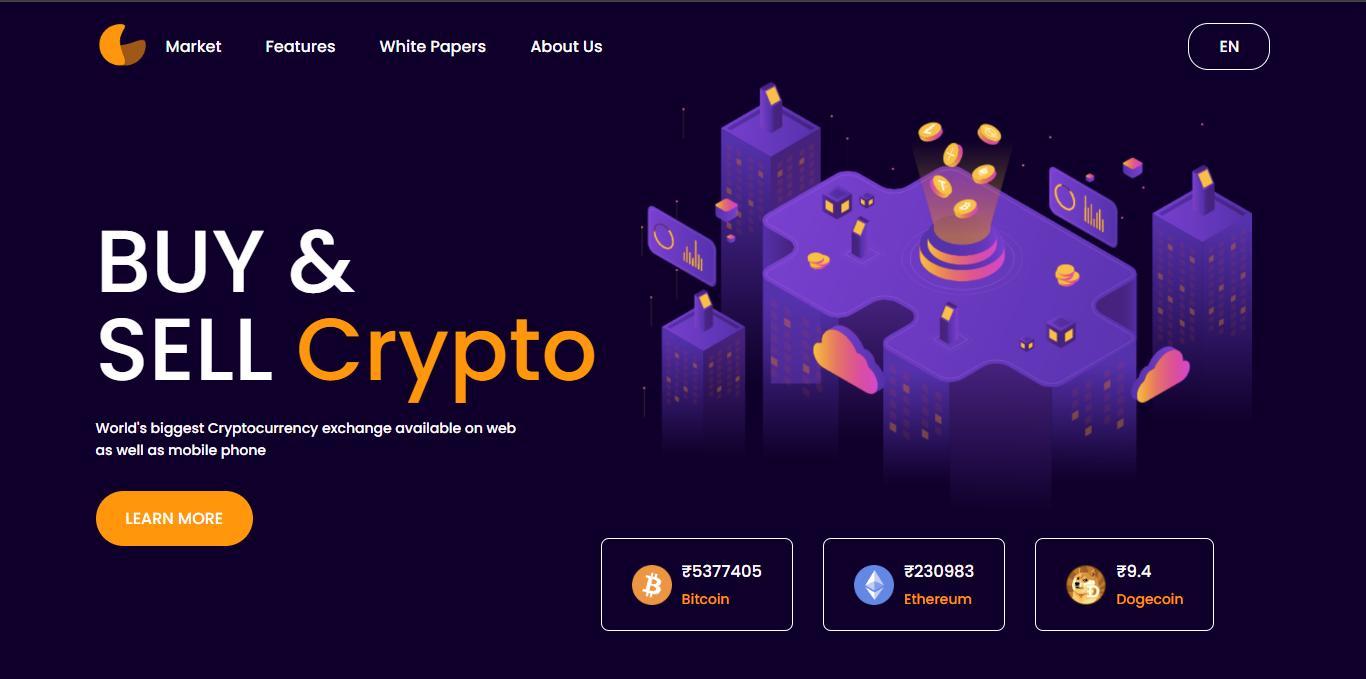 Market
Features
White Papers
About Us
EN
BUY &
SELL Crypto
World's biggest Cryptocurrency exchange available on web
as well as mobile phone
LEARN MORE
₹5377405
Bitcoin
₹230983
Ethereum
₹9.4
Dogecoin